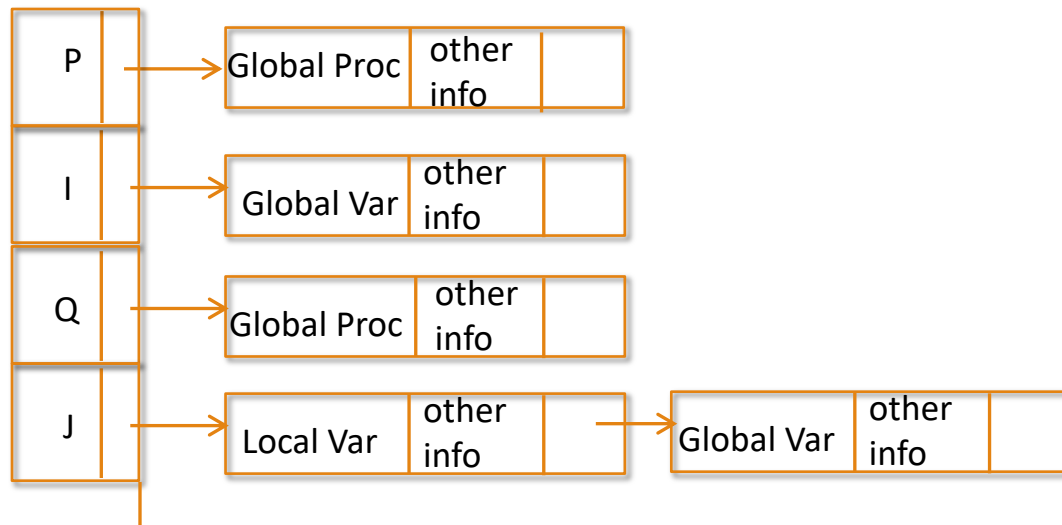 P
Global Proc
other
info
I
Global Var
other
info
Q
Global Proc
other
info
J
Local Var
other
info
Global Var
other
info